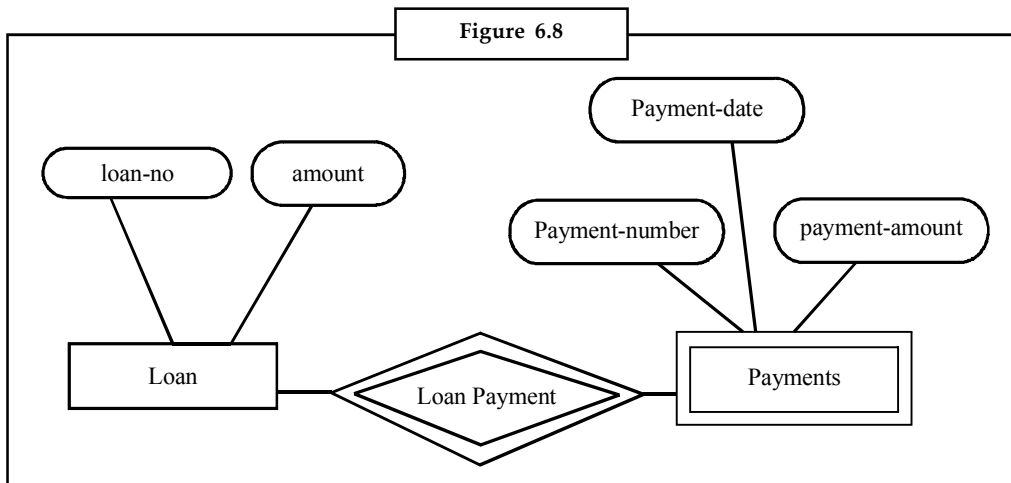 Figure 6.8
Payment-date
loan-no
amount
Payment-number
payment-amount
Loan
Loan Payment
Payments